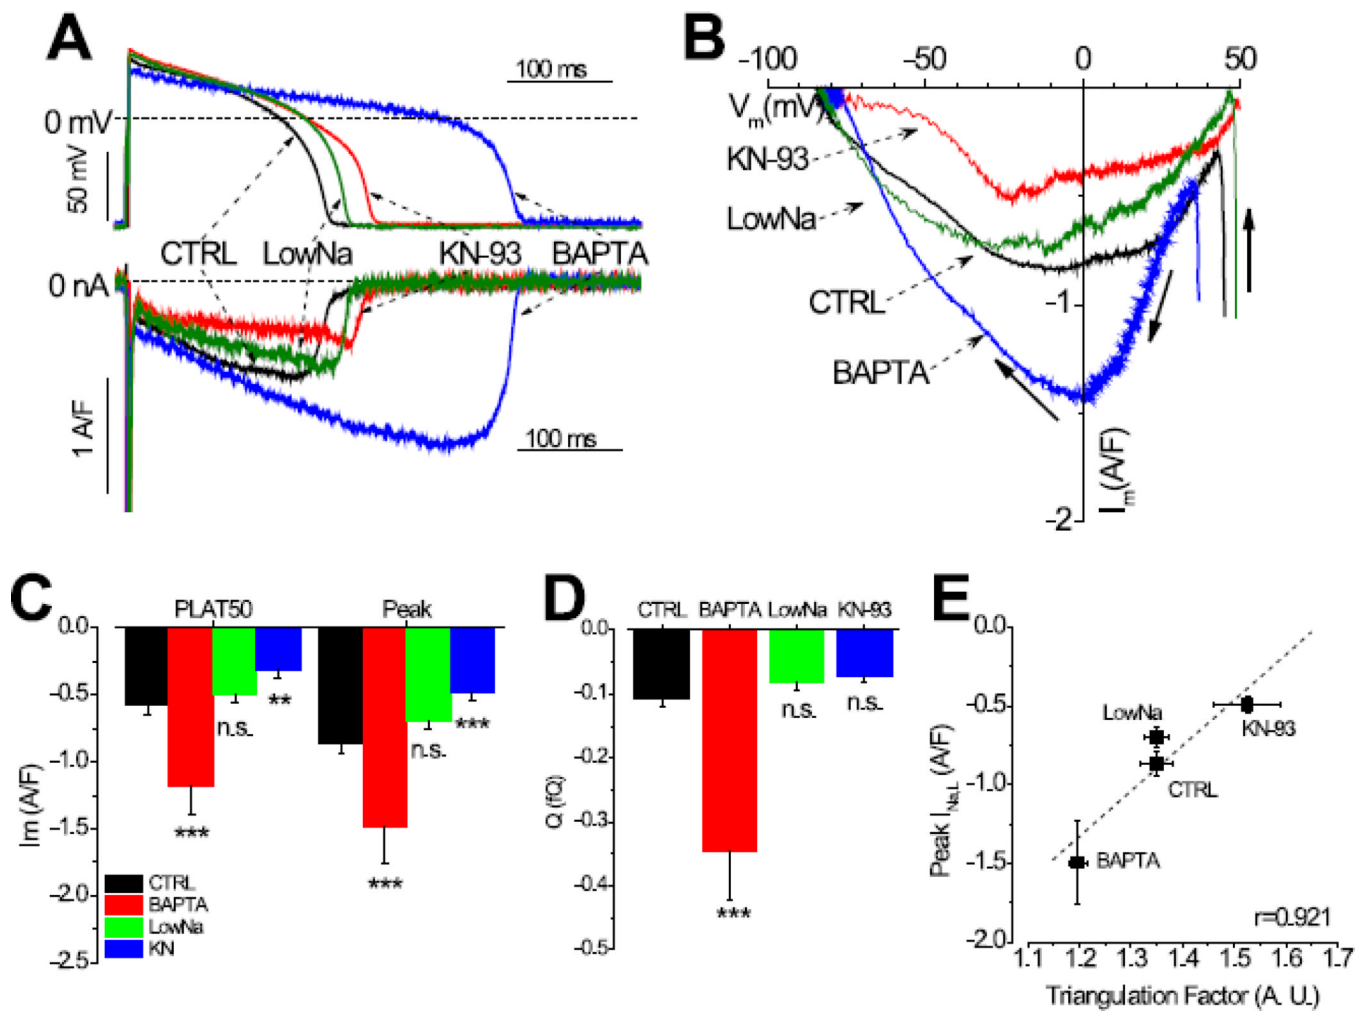 A
100 ms
0 mV
50 mV
CTRL LowNa KN-93 BAPTA
0 nA
1 A/F
100 ms
B
-100 -50 0 50
Vm(mV)
KN-93
LowNa
CTRL
-1
BAPTA
Im(A/F)
-2
C
PLAT50 Peak
0.0
-0.5
-1.0
-1.5
-2.0
-2.5
Im (A/F)
** n.s. *** n.s. *** ***
CTRL
BAPTA
LowNa
KN
D
CTRL BAPTA LowNa KN-93
0.0
-0.1
-0.2
-0.3
-0.4
-0.5
Q (fQ)
n.s. n.s.
***
E
0.0
-0.5
-1.0
-1.5
-2.0
Peak INa,L (A/F)
LowNa
KN-93
CTRL
BAPTA
r=0.921
1.1 1.2 1.3 1.4 1.5 1.6 1.7
Triangulation Factor (A. U.)